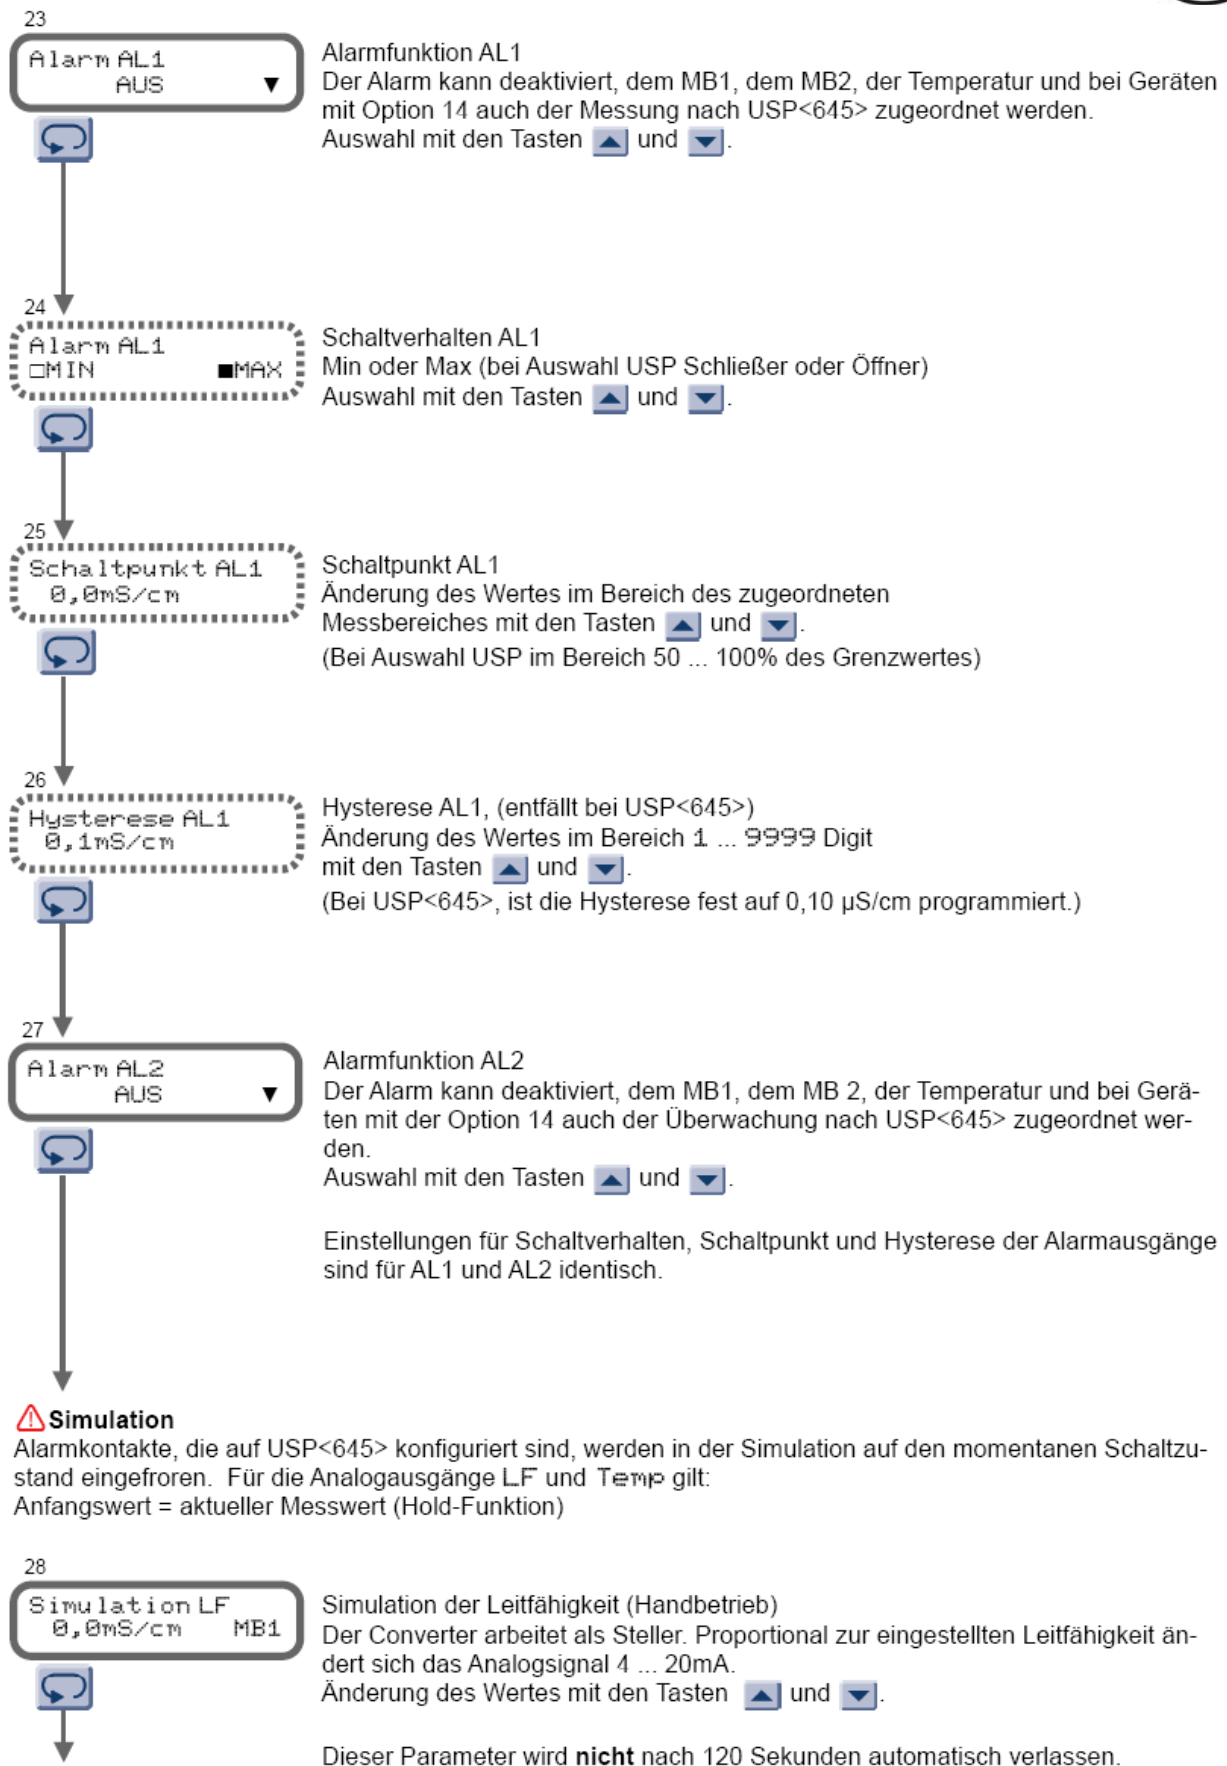 23
Alarm AL1
AUS ▼
Alarmfunktion AL1
Der Alarm kann deaktiviert, dem MB1, dem MB2, der Temperatur und bei Geräten
mit Option 14 auch der Messung nach USP<645> zugeordnet werden.
Auswahl mit den Tasten ▲ und ▼.
24
Alarm AL1
□MIN ■MAX
Schaltverhalten AL1
Min oder Max (bei Auswahl USP Schließer oder Öffner)
Auswahl mit den Tasten ▲ und ▼.
25
Schaltpunkt AL1
0,0mS/cm
Schaltpunkt AL1
Änderung des Wertes im Bereich des zugeordneten
Messbereiches mit den Tasten ▲ und ▼.
(Bei Auswahl USP im Bereich 50 ... 100% des Grenzwertes)
26
Hysterese AL1
0,1mS/cm
Hysterese AL1, (entfällt bei USP<645>)
Änderung des Wertes im Bereich 1 ... 9999 Digit
mit den Tasten ▲ und ▼.
(Bei USP<645>, ist die Hysterese fest auf 0,10 µS/cm programmiert.)
27
Alarm AL2
AUS ▼
Alarmfunktion AL2
Der Alarm kann deaktiviert, dem MB1, dem MB 2, der Temperatur und bei Gerä-
ten mit der Option 14 auch der Überwachung nach USP<645> zugeordnet wer-
den.
Auswahl mit den Tasten ▲ und ▼.
Einstellungen für Schaltverhalten, Schaltpunkt und Hysterese der Alarmausgänge
sind für AL1 und AL2 identisch.
Simulation
Alarmkontakte, die auf USP<645> konfiguriert sind, werden in der Simulation auf den momentanen Schaltzu-
stand eingefroren. Für die Analogausgänge LF und Temp gilt:
Anfangswert = aktueller Messwert (Hold-Funktion)
28
Simulation LF
0,0mS/cm MB1
Simulation der Leitfähigkeit (Handbetrieb)
Der Converter arbeitet als Steller. Proportional zur eingestellten Leitfähigkeit än-
dert sich das Analogsignal 4 ... 20mA.
Änderung des Wertes mit den Tasten ▲ und ▼.
Dieser Parameter wird nicht nach 120 Sekunden automatisch verlassen.